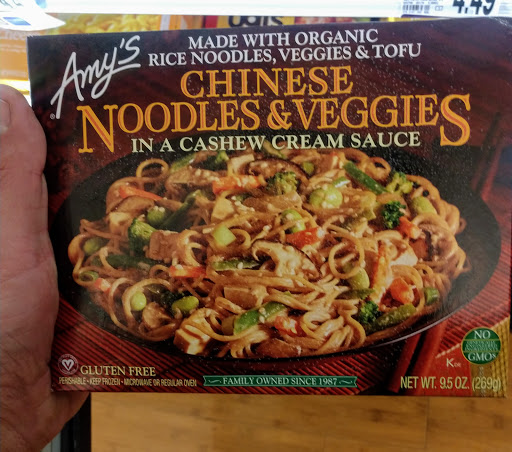 4.49
Amy's
MADE WITH ORGANIC
RICE NOODLES, VEGGIES & TOFU
CHINESE
NOODLES & VEGGIES
IN A CASHEW CREAM SAUCE
GLUTEN FREE
PERISHABLE • KEEP FROZEN • MICROWAVE OR REGULAR OVEN
FAMILY OWNED SINCE 1987
NO
GMOs
K
NET WT. 9.5 OZ. (269g)